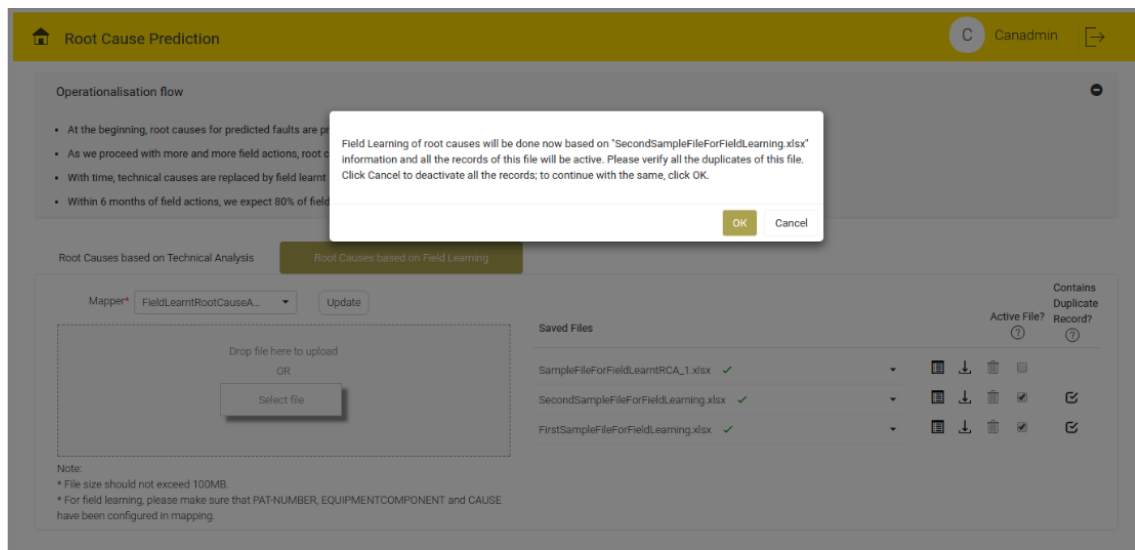 Root Cause Prediction
C
Canadmin
Operationalisation flow
• At the beginning, root causes for predicted faults are
• As we proceed with more and more field actions, root
• With time, technical causes are replaced by field learnt
• Within 6 months of field actions, we expect 80% of
Field Learning of root causes will be done now based on "SecondSampleFileForFieldLearning.xlsx"
information and all the records of this file will be active. Please verify all the duplicates of this file.
Click Cancel to deactivate all the records; to continue with the same, click OK.
OK
Cancel
Root Causes based on Technical Analysis
Root Causes based on Field Learning
Mapper*
FieldLearntRootCauseA...
Update
Drop file here to upload
OR
Select file
Note:
* File size should not exceed 100MB.
* For field learning, please make sure that PAT-NUMBER, EQUIPMENTCOMPONENT and CAUSE
have been configured in mapping.
Saved Files
Active File?
?
Contains
Duplicate
Record?
?
SampleFileForFieldLearntRCA_1.xlsx
SecondSampleFileForFieldLearning.xlsx
FirstSampleFileForFieldLearning.xlsx